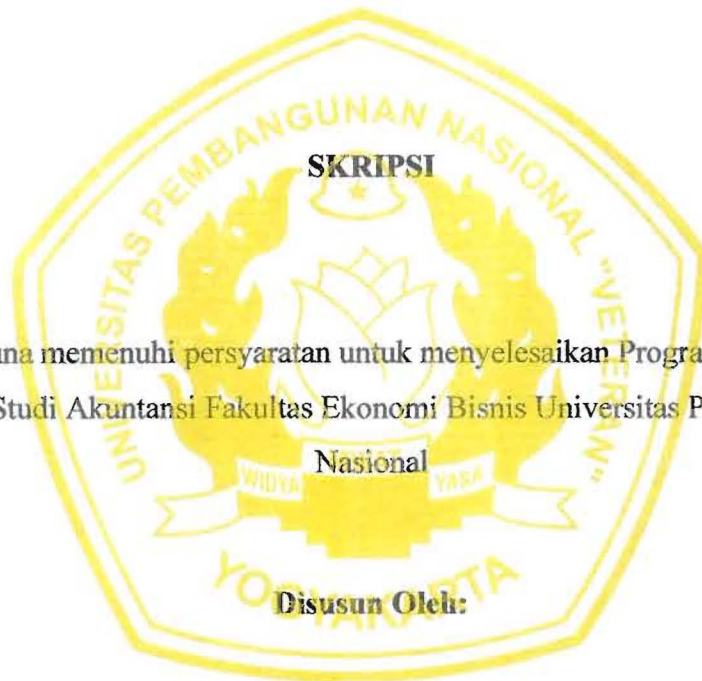 SKRIPSI
UNIVERSITAS PEMBANGUNAN NASIONAL "VETERAN"
una memenuhi persyaratan untuk menyelesaikan Progra
Studi Akuntansi Fakultas Ekonomi Bisnis Universitas P
Nasional
WIDYA YASA
YOGYAKARTA
Disusun Oleh: